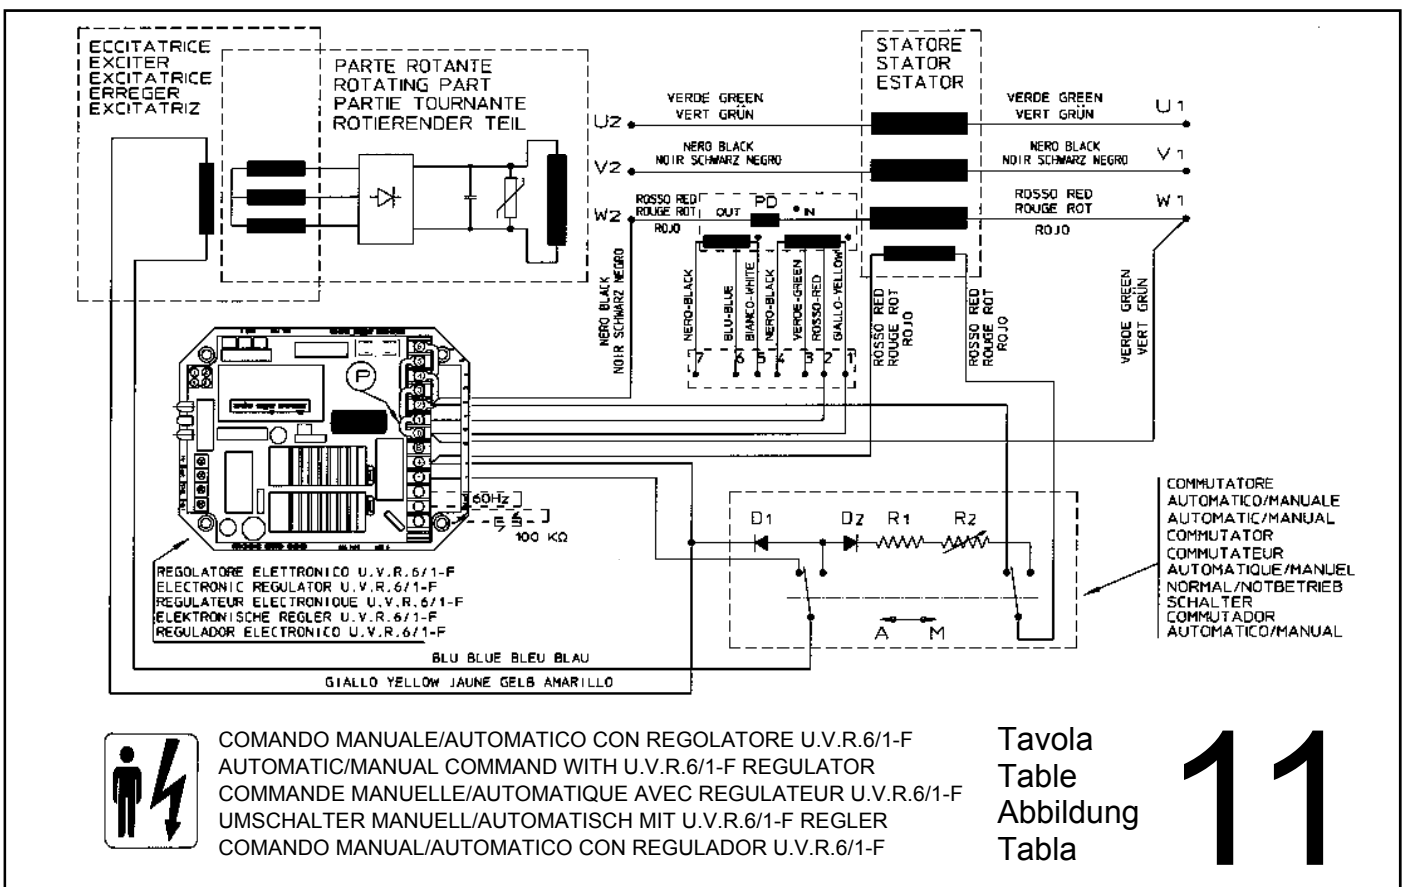 ECCITATRICE
EXCITER
EXCITATRICE
ERREGER
EXCITATRIZ
PARTE ROTANTE
ROTATING PART
PARTIE TOURNANTE
ROTIERENDER TEIL
STATORE
STATOR
ESTATOR
U2
VERDE GREEN
VERT GRÜN
VERDE GREEN
VERT GRÜN
U1
V2
NERO BLACK
NOIR SCHWARZ NEGRO
NERO BLACK
NOIR SCHWARZ NEGRO
V1
W2
ROSSO RED
ROUGE ROT
ROJO
OUT
PD
IN
ROSSO RED
ROUGE ROT
ROJO
W1
NERO BLACK
NOIR SCHWARZ NEGRO
NERO-BLACK
BLU-BLUE
BIANCO-WHITE
NERO-BLACK
VERDE-GREEN
ROSSO-RED
GIALLO-YELLOW
ROSSO RED
ROUGE ROT
ROJO
ROSSO RED
ROUGE ROT
ROJO
VERDE GREEN
VERT GRÜN
7 6 5 4 3 2 1
P
60Hz
100 KΩ
D1 D2 R1 R2
A M
COMMUTATORE
AUTOMATICO/MANUALE
AUTOMATIC/MANUAL
COMMUTATOR
COMMUTATEUR
AUTOMATIQUE/MANUEL
NORMAL/NOTBETRIEB
SCHALTER
COMMUTADOR
AUTOMATICO/MANUAL
REGOLATORE ELETTRONICO U.V.R.6/1-F
ELECTRONIC REGULATOR U.V.R.6/1-F
REGULATEUR ELECTRONIQUE U.V.R.6/1-F
ELEKTRONISCHE REGLER U.V.R.6/1-F
REGULADOR ELECTRONICO U.V.R.6/1-F
BLU BLUE BLEU BLAU
GIALLO YELLOW JAUNE GELB AMARILLO
COMANDO MANUALE/AUTOMATICO CON REGOLATORE U.V.R.6/1-F
AUTOMATIC/MANUAL COMMAND WITH U.V.R.6/1-F REGULATOR
COMMANDE MANUELLE/AUTOMATIQUE AVEC REGULATEUR U.V.R.6/1-F
UMSCHALTER MANUELL/AUTOMATISCH MIT U.V.R.6/1-F REGLER
COMANDO MANUAL/AUTOMATICO CON REGULADOR U.V.R.6/1-F
Tavola
Table
Abbildung
Tabla
11